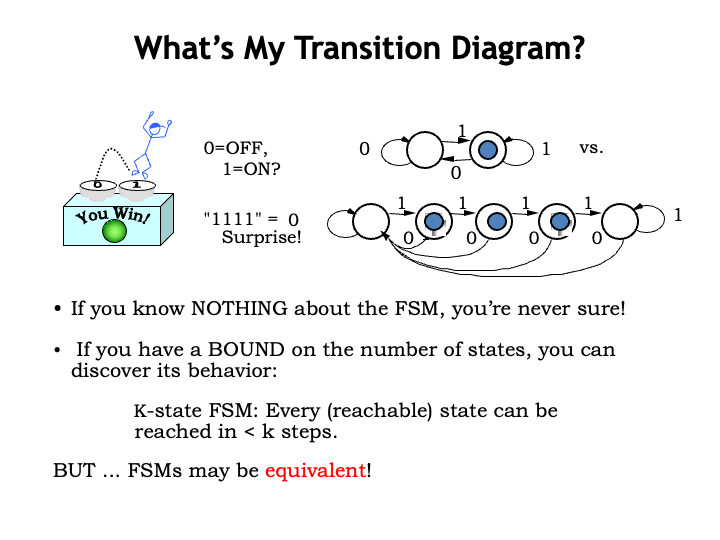 What's My Transition Diagram?
0=OFF,
1=ON?
0 1 0 1 vs.
0 1
You Win!
"1111" = 0
Surprise!
1 1 1 1 1
0 0 0 0
• If you know NOTHING about the FSM, you're never sure!
• If you have a BOUND on the number of states, you can
discover its behavior:
K-state FSM: Every (reachable) state can be
reached in < k steps.
BUT ... FSMs may be equivalent!